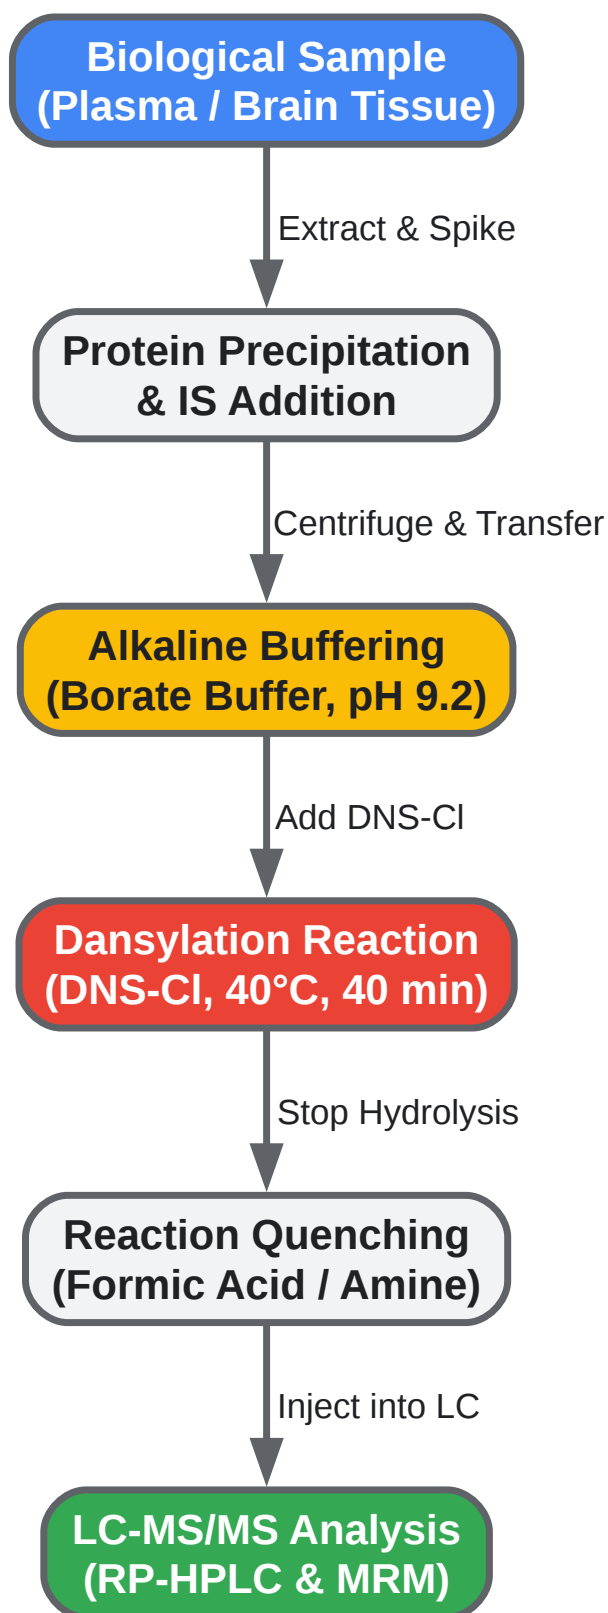 Biological Sample
(Plasma / Brain Tissue)
Extract & Spike
Protein Precipitation
& IS Addition
Centrifuge & Transfer
Alkaline Buffering
(Borate Buffer, pH 9.2)
Add DNS-Cl
Dansylation Reaction
(DNS-Cl, 40°C, 40 min)
Stop Hydrolysis
Reaction Quenching
(Formic Acid / Amine)
Inject into LC
LC-MS/MS Analysis
(RP-HPLC & MRM)